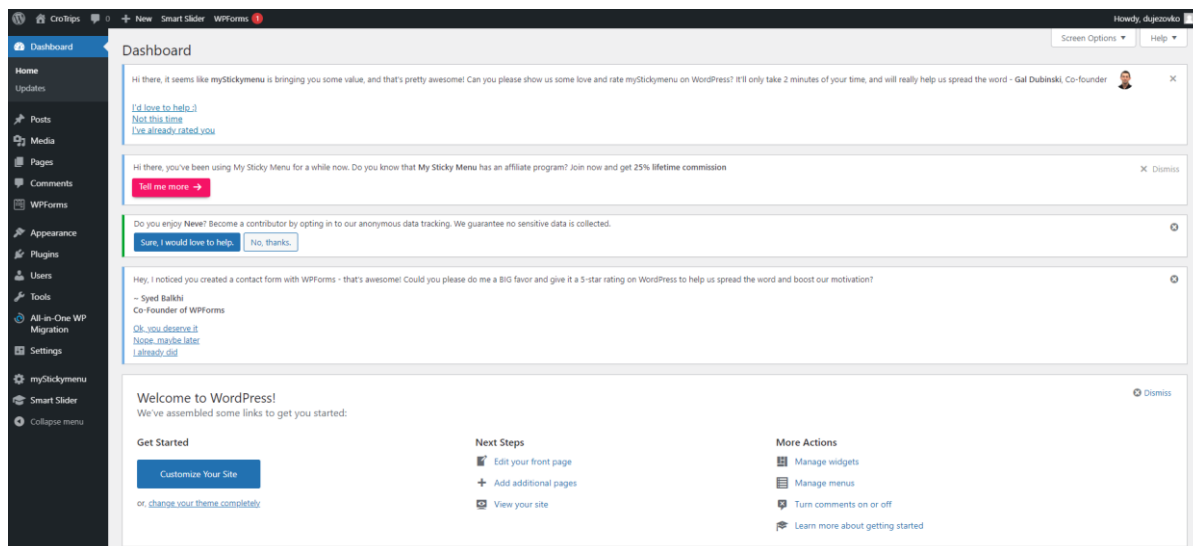 CroTrips 0 + New Smart Slider WPForms 1 Howdy, dujezovko
Dashboard
Home
Updates
Posts
Media
Pages
Comments
WPForms
Appearance
Plugins
Users
Tools
All-in-One WP
Migration
Settings
myStickymenu
Smart Slider
Collapse menu
Screen Options ▼ Help ▼
Dashboard
Hi there, it seems like myStickymenu is bringing you some value, and that's pretty awesome! Can you please show us some love and rate myStickymenu on WordPress? It'll only take 2 minutes of your time, and will really help us spread the word - Gal Dubinski, Co-founder
I'd love to help :)
Not this time
I've already rated you
Hi there, you've been using My Sticky Menu for a while now. Do you know that My Sticky Menu has an affiliate program? Join now and get 25% lifetime commission
Dismiss
Tell me more →
Do you enjoy Neve? Become a contributor by opting in to our anonymous data tracking. We guarantee no sensitive data is collected.
Sure, I would love to help. No, thanks.
Hey, I noticed you created a contact form with WPForms - that's awesome! Could you please do me a BIG favor and give it a 5-star rating on WordPress to help us spread the word and boost our motivation?
~ Syed Balkhi
Co-Founder of WPForms
Ok, you deserve it
Nope, maybe later
I already did
Welcome to WordPress!
Dismiss
We've assembled some links to get you started:
Get Started
Customize Your Site
or, change your theme completely
Next Steps
Edit your front page
Add additional pages
View your site
More Actions
Manage widgets
Manage menus
Turn comments on or off
Learn more about getting started